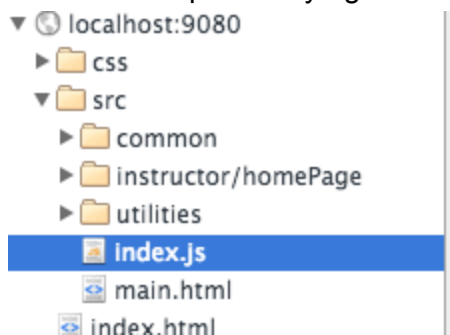 localhost:9080
css
src
common
instructor/homePage
utilities
index.js
main.html
index.html